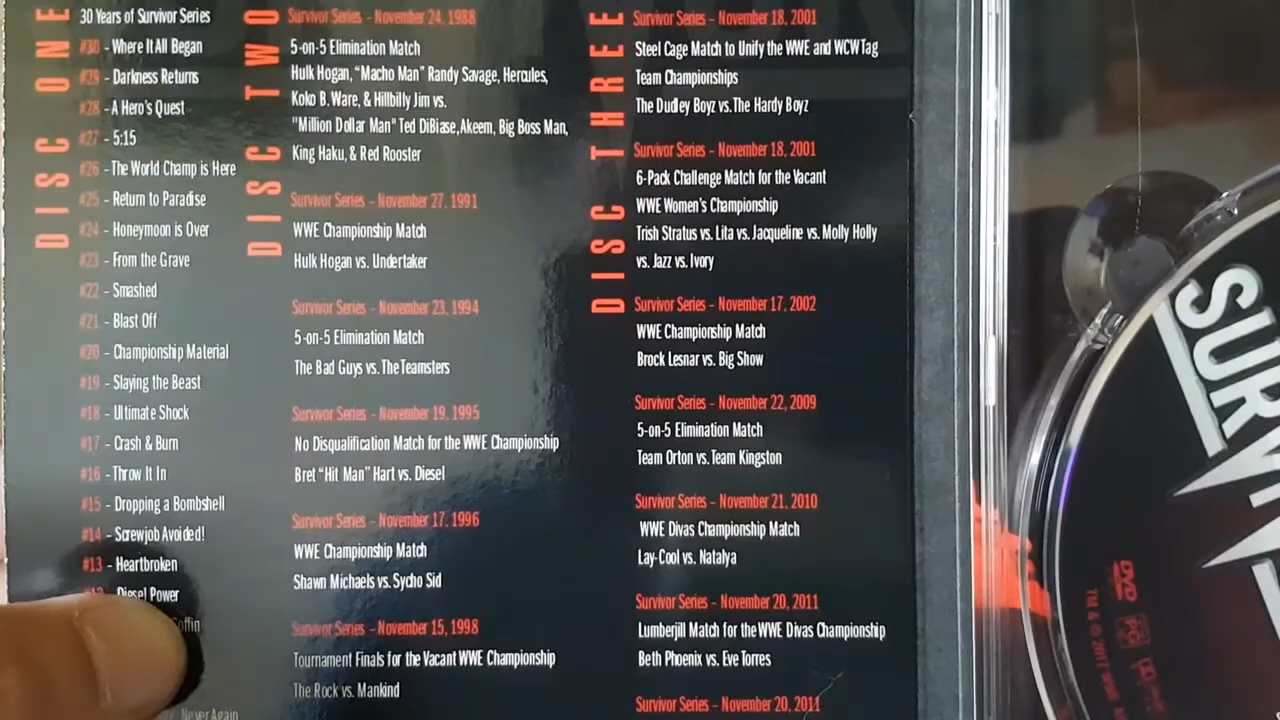 DISC ONE
30 Years of Survivor Series
#30 - Where It All Began
#29 - Darkness Returns
#28 - A Hero's Quest
#27 - 5:15
#26 - The World Champ is Here
#25 - Return to Paradise
#24 - Honeymoon is Over
#23 - From the Grave
#22 - Smashed
#21 - Blast Off
#20 - Championship Material
#19 - Slaying the Beast
#18 - Ultimate Shock
#17 - Crash & Burn
#16 - Throw It In
#15 - Dropping a Bombshell
#14 - Screwjob Avoided!
#13 - Heartbroken
#12 - Diesel Power
Coffin
Never Again
DISC TWO
Survivor Series - November 24, 1988
5-on-5 Elimination Match
Hulk Hogan, “Macho Man” Randy Savage, Hercules,
Koko B. Ware, & Hillbilly Jim vs.
"Million Dollar Man" Ted DiBiase, Akeem, Big Boss Man,
King Haku, & Red Rooster
Survivor Series - November 27, 1991
WWE Championship Match
Hulk Hogan vs. Undertaker
Survivor Series - November 23, 1994
5-on-5 Elimination Match
The Bad Guys vs. The Teamsters
Survivor Series - November 19, 1995
No Disqualification Match for the WWE Championship
Bret “Hit Man” Hart vs. Diesel
Survivor Series - November 17, 1996
WWE Championship Match
Shawn Michaels vs. Sycho Sid
Survivor Series - November 15, 1998
Tournament Finals for the Vacant WWE Championship
The Rock vs. Mankind
DISC THREE
Survivor Series - November 18, 2001
Steel Cage Match to Unify the WWE and WCW Tag
Team Championships
The Dudley Boyz vs. The Hardy Boyz
Survivor Series - November 18, 2001
6-Pack Challenge Match for the Vacant
WWE Women's Championship
Trish Stratus vs. Lita vs. Jacqueline vs. Molly Holly
vs. Jazz vs. Ivory
Survivor Series - November 17, 2002
WWE Championship Match
Brock Lesnar vs. Big Show
Survivor Series - November 22, 2009
5-on-5 Elimination Match
Team Orton vs. Team Kingston
Survivor Series - November 21, 2010
WWE Divas Championship Match
Lay-Cool vs. Natalya
Survivor Series - November 20, 2011
Lumberjill Match for the WWE Divas Championship
Beth Phoenix vs. Eve Torres
Survivor Series - November 20, 2011
SURV
DVD
PG
TM & © 2017 WWE